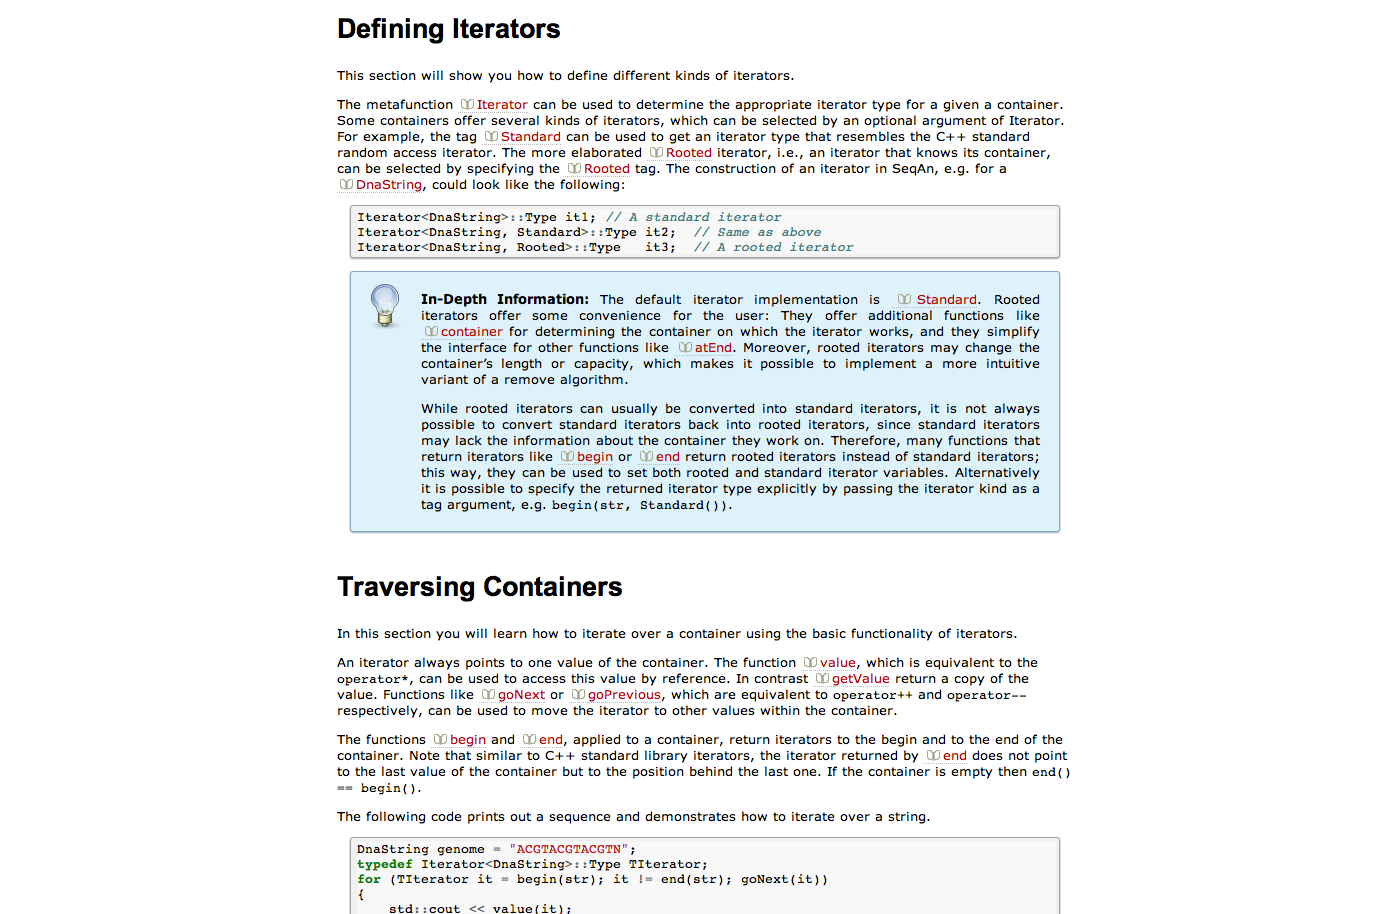 Defining Iterators
This section will show you how to define different kinds of iterators.
The metafunction Iterator can be used to determine the appropriate iterator type for a given a container.
Some containers offer several kinds of iterators, which can be selected by an optional argument of Iterator.
For example, the tag Standard can be used to get an iterator type that resembles the C++ standard
random access iterator. The more elaborated Rooted iterator, i.e., an iterator that knows its container,
can be selected by specifying the Rooted tag. The construction of an iterator in SeqAn, e.g. for a
DnaString, could look like the following:
Iterator<DnaString>::Type it1; // A standard iterator
Iterator<DnaString, Standard>::Type it2;  // Same as above
Iterator<DnaString, Rooted>::Type   it3;  // A rooted iterator
In-Depth Information: The default iterator implementation is Standard. Rooted
iterators offer some convenience for the user: They offer additional functions like
container for determining the container on which the iterator works, and they simplify
the interface for other functions like atEnd. Moreover, rooted iterators may change the
container's length or capacity, which makes it possible to implement a more intuitive
variant of a remove algorithm.
While rooted iterators can usually be converted into standard iterators, it is not always
possible to convert standard iterators back into rooted iterators, since standard iterators
may lack the information about the container they work on. Therefore, many functions that
return iterators like begin or end return rooted iterators instead of standard iterators;
this way, they can be used to set both rooted and standard iterator variables. Alternatively
it is possible to specify the returned iterator type explicitly by passing the iterator kind as a
tag argument, e.g. begin(str, Standard()).
Traversing Containers
In this section you will learn how to iterate over a container using the basic functionality of iterators.
An iterator always points to one value of the container. The function value, which is equivalent to the
operator*, can be used to access this value by reference. In contrast getValue return a copy of the
value. Functions like goNext or goPrevious, which are equivalent to operator++ and operator--
respectively, can be used to move the iterator to other values within the container.
The functions begin and end, applied to a container, return iterators to the begin and to the end of the
container. Note that similar to C++ standard library iterators, the iterator returned by end does not point
to the last value of the container but to the position behind the last one. If the container is empty then end()
== begin().
The following code prints out a sequence and demonstrates how to iterate over a string.
DnaString genome = "ACGTACGTACGTN";
typedef Iterator<DnaString>::Type TIterator;
for (TIterator it = begin(str); it != end(str); goNext(it))
{
    std::cout << value(it);